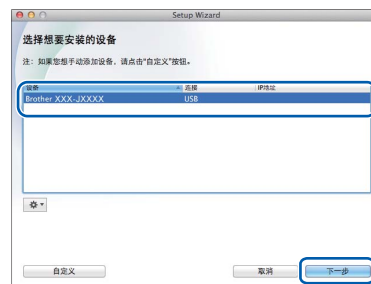 Setup Wizard
选择想要安装的设备
注：如果您想手动添加设备，请点击“自定义”按钮。
设备 连接 IP地址
Brother XXX-JXXXX USB
自定义 取消 下一步